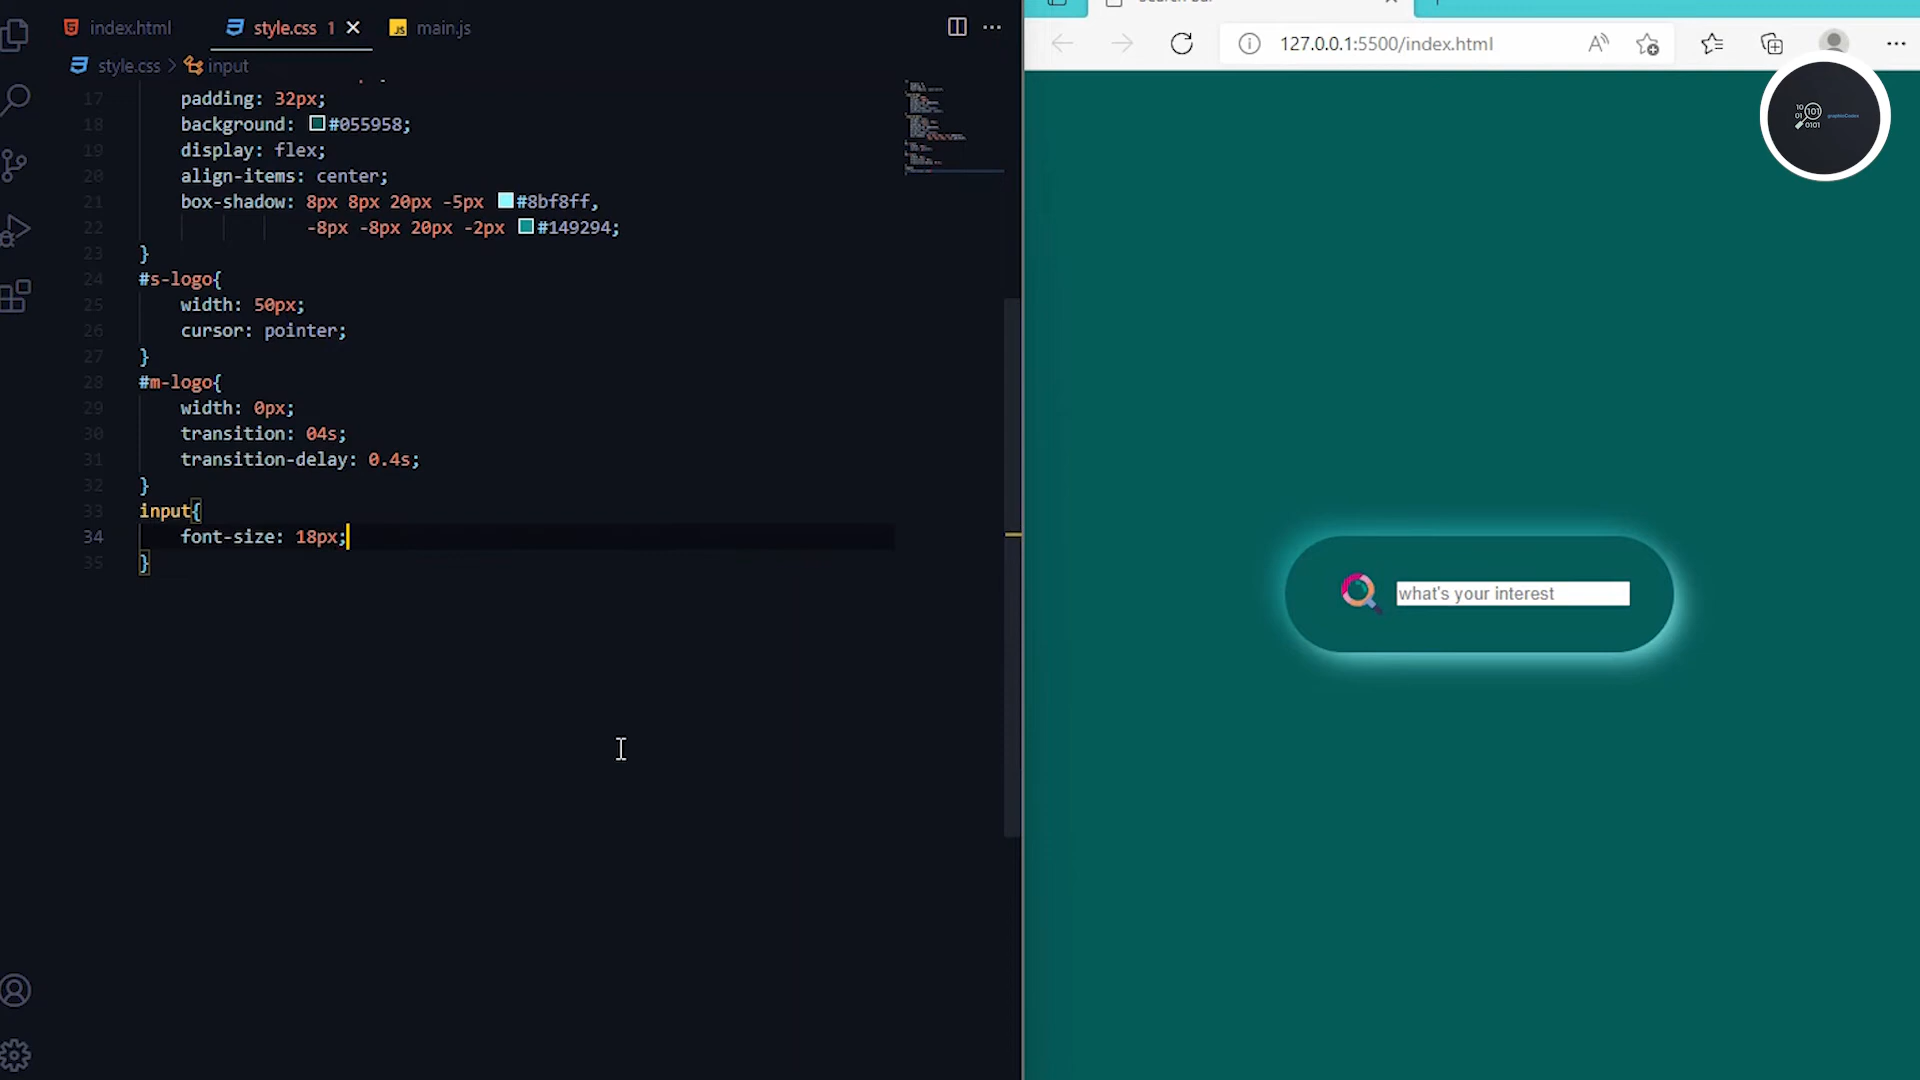 index.html
style.css 1
main.js
style.css > input
17 padding: 32px;
18 background: #055958;
19 display: flex;
20 align-items: center;
21 box-shadow: 8px 8px 20px -5px #8bf8ff,
22 -8px -8px 20px -2px #149294;
23 }
24 #s-logo{
25 width: 50px;
26 cursor: pointer;
27 }
28 #m-logo{
29 width: 0px;
30 transition: 04s;
31 transition-delay: 0.4s;
32 }
33 input{
34 font-size: 18px;
35 }
127.0.0.1:5500/index.html
10 101
01
0101
what's your interest